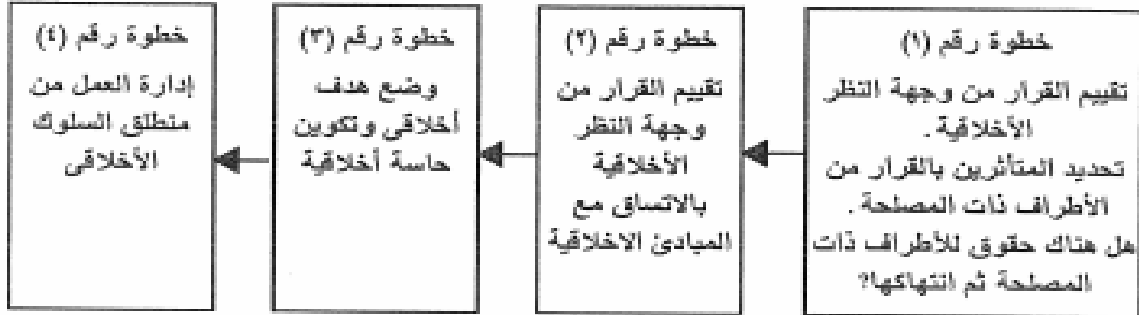 خطوة رقم (١)
تقييم القرار من وجهة النظر
الأخلاقية .
تحديد المتأثرين بالقرار من
الأطراف ذات المصلحة .
هل هناك حقوق للأطراف ذات
المصلحة ثم انتهاكها؟
خطوة رقم (٢)
تقييم القرار من
وجهة النظر
الأخلاقية
بالاتساق مع
المبادئ الاخلاقية
خطوة رقم (٣)
وضع هدف
أخلاقى وتكوين
حاسة أخلاقية
خطوة رقم (٤)
إدارة العمل من
منطلق السلوك
الأخلاقى